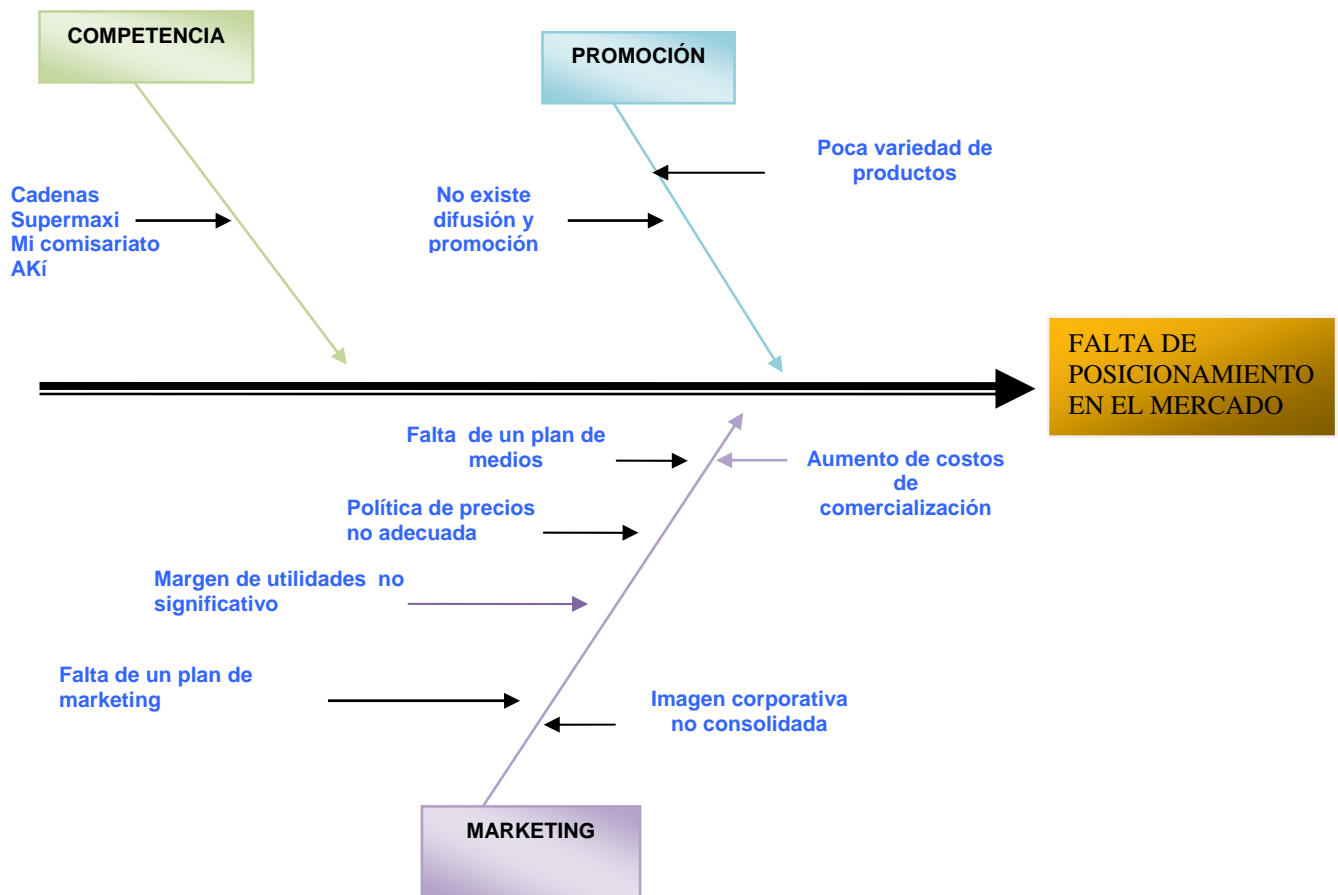 COMPETENCIA
PROMOCIÓN
Poca variedad de
productos
Cadenas
Supermaxi
Mi comisariato
AKí
No existe
difusión y
promoción
FALTA DE
POSICIONAMIENTO
EN EL MERCADO
Falta de un plan de
medios
Aumento de costos
de
comercialización
Política de precios
no adecuada
Margen de utilidades no
significativo
Falta de un plan de
marketing
Imagen corporativa
no consolidada
MARKETING